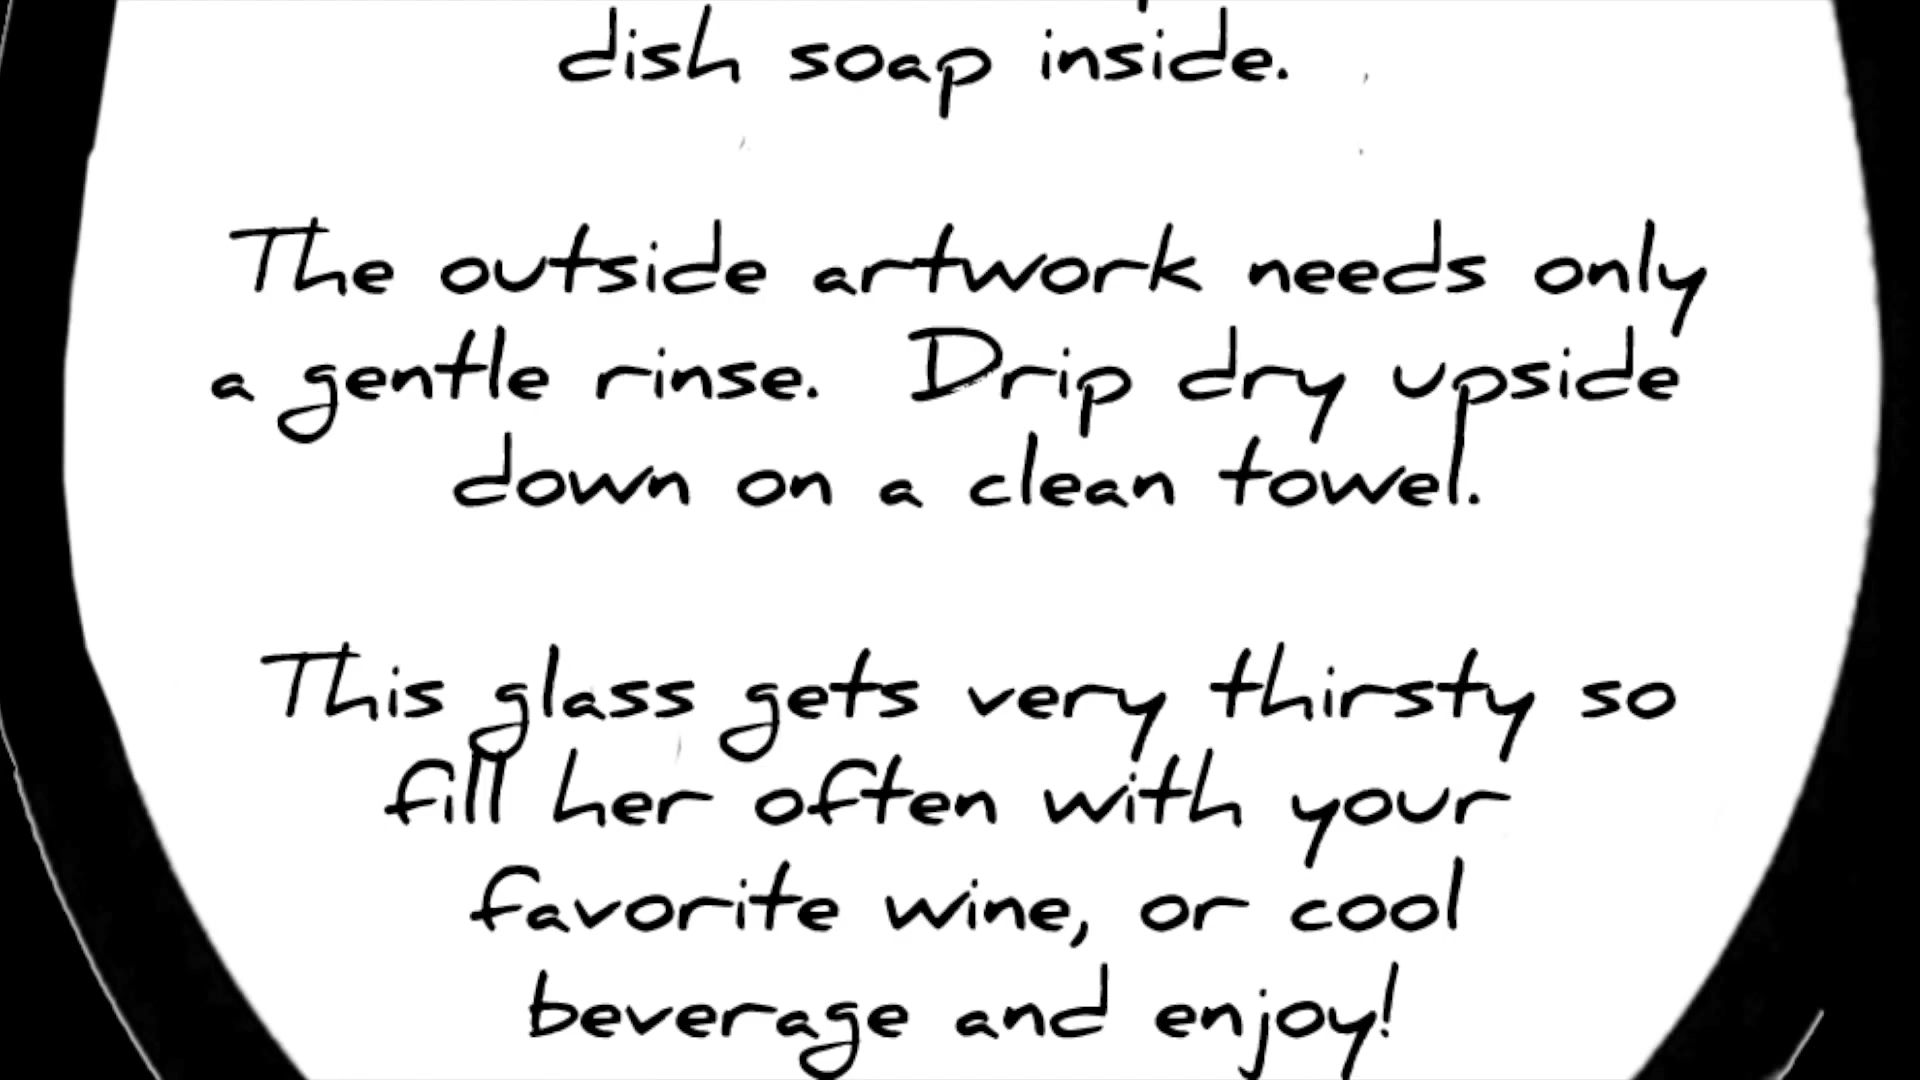 dish soap inside.
The outside artwork needs only
a gentle rinse.  Drip dry upside
down on a clean towel.
This glass gets very thirsty so
fill her often with your
favorite wine, or cool
beverage and enjoy!